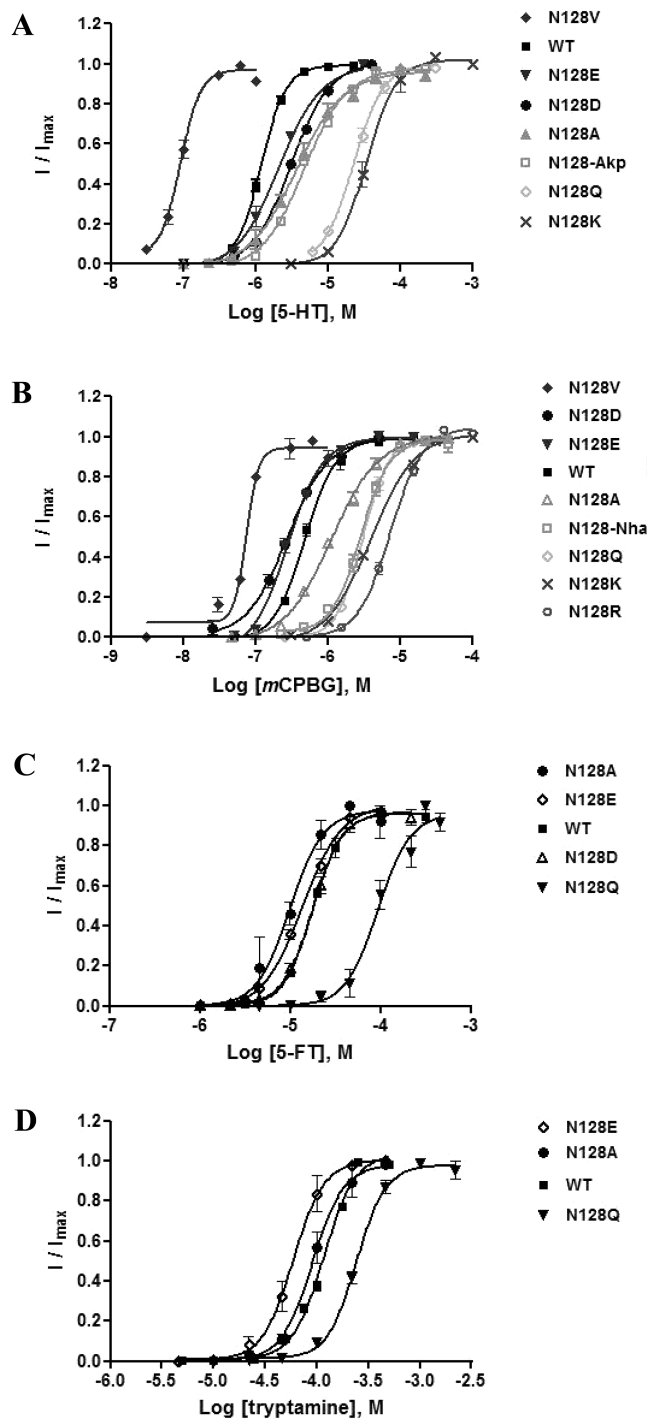 A
I / Imax
1.2
1.0
0.8
0.6
0.4
0.2
0.0
-8
-7
-6
-5
-4
-3
Log [5-HT], M
N128V
WT
N128E
N128D
N128A
N128-Akp
N128Q
N128K
B
I / Imax
1.2
1.0
0.8
0.6
0.4
0.2
0.0
-9
-8
-7
-6
-5
-4
Log [mCPBG], M
N128V
N128D
N128E
WT
N128A
N128-Nha
N128Q
N128K
N128R
C
I / Imax
1.2
1.0
0.8
0.6
0.4
0.2
0.0
-7
-6
-5
-4
-3
Log [5-FT], M
N128A
N128E
WT
N128D
N128Q
D
I / Imax
1.2
1.0
0.8
0.6
0.4
0.2
0.0
-6.0
-5.5
-5.0
-4.5
-4.0
-3.5
-3.0
-2.5
Log [tryptamine], M
N128E
N128A
WT
N128Q